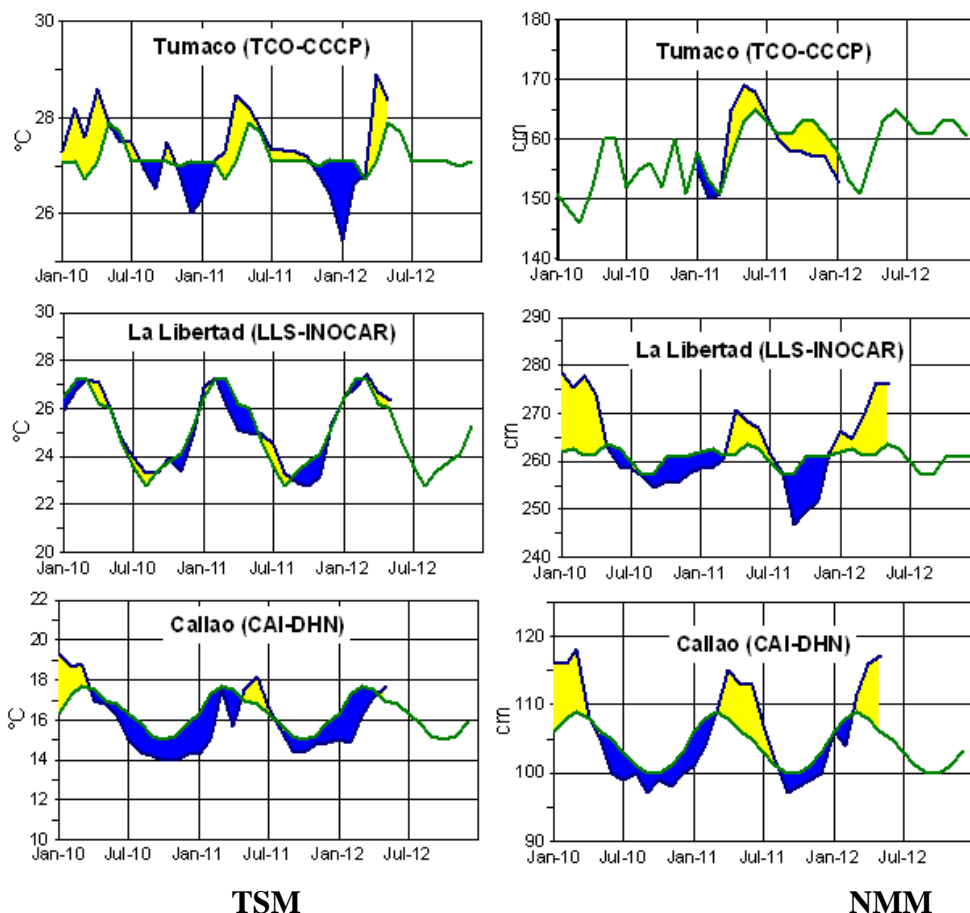 Tumaco (TCO-CCCP)
°C
30
28
26
Jan-10 Jul-10 Jan-11 Jul-11 Jan-12 Jul-12
Tumaco (TCO-CCCP)
cm
180
170
160
150
140
Jan-10 Jul-10 Jan-11 Jul-11 Jan-12 Jul-12
La Libertad (LLS-INOCAR)
°C
30
28
26
24
22
20
Jan-10 Jul-10 Jan-11 Jul-11 Jan-12 Jul-12
La Libertad (LLS-INOCAR)
cm
290
280
270
260
250
240
Jan-10 Jul-10 Jan-11 Jul-11 Jan-12 Jul-12
Callao (CAI-DHN)
°C
22
20
18
16
14
12
10
Jan-10 Jul-10 Jan-11 Jul-11 Jan-12 Jul-12
Callao (CAI-DHN)
cm
120
110
100
90
Jan-10 Jul-10 Jan-11 Jul-11 Jan-12 Jul-12
TSM
NMM